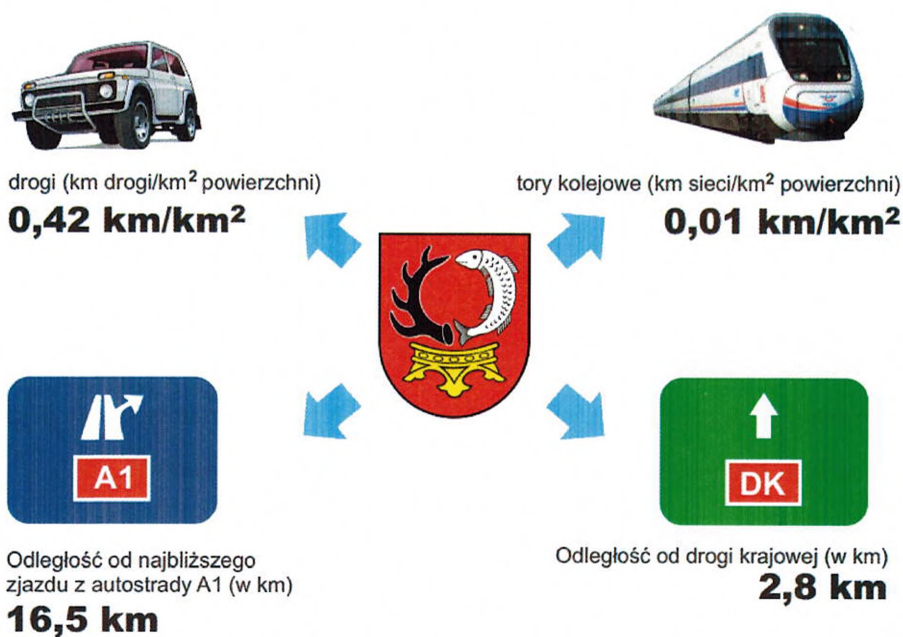 drogi (km drogi/km² powierzchni)
0,42 km/km²
tory kolejowe (km sieci/km² powierzchni)
0,01 km/km²
A1
Odległość od najbliższego
zjazdu z autostrady A1 (w km)
16,5 km
DK
Odległość od drogi krajowej (w km)
2,8 km